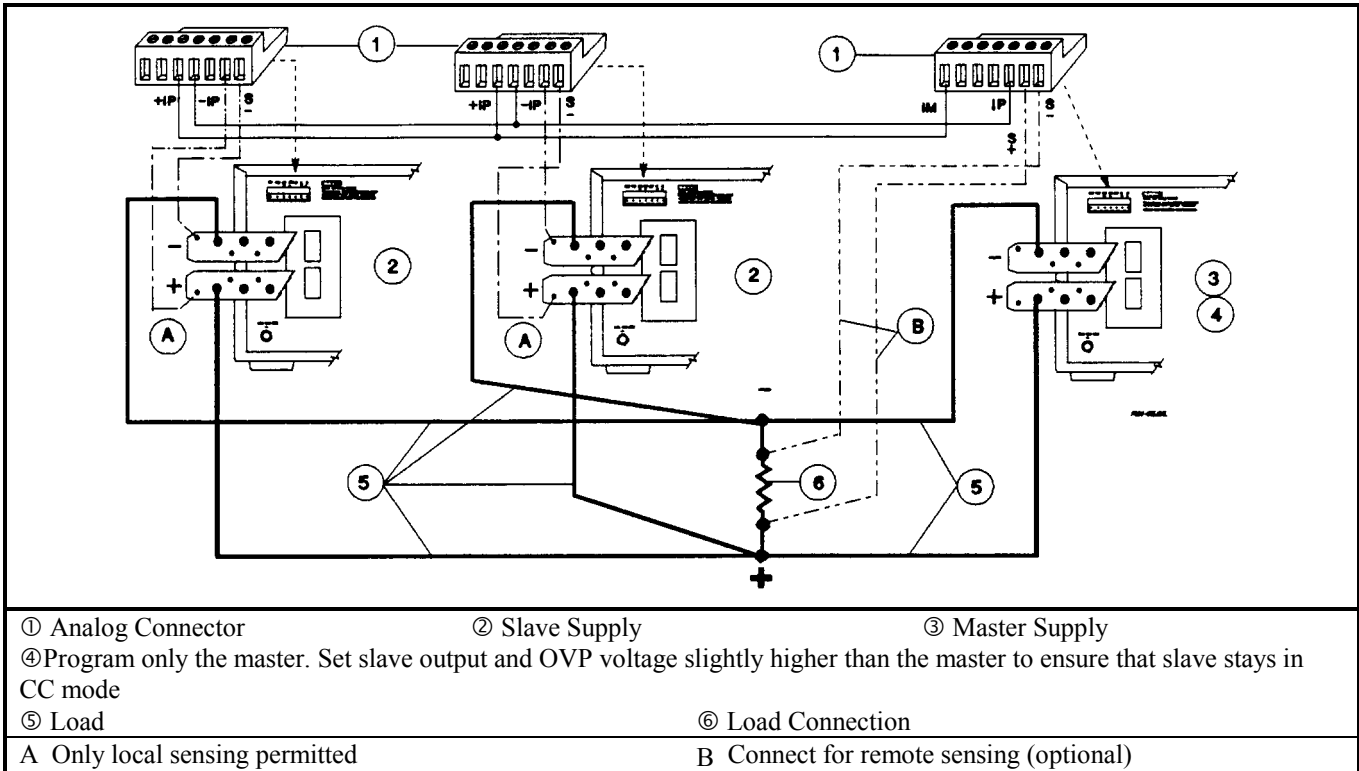 1 1 1
+IP -IP S -
+IP -IP S -
IM IP S - S +
- + 2
- + 2
- + 3
4
A A B
-
5 6 5
+
① Analog Connector ② Slave Supply ③ Master Supply
④Program only the master. Set slave output and OVP voltage slightly higher than the master to ensure that slave stays in
CC mode
⑤ Load ⑥ Load Connection
A Only local sensing permitted B Connect for remote sensing (optional)